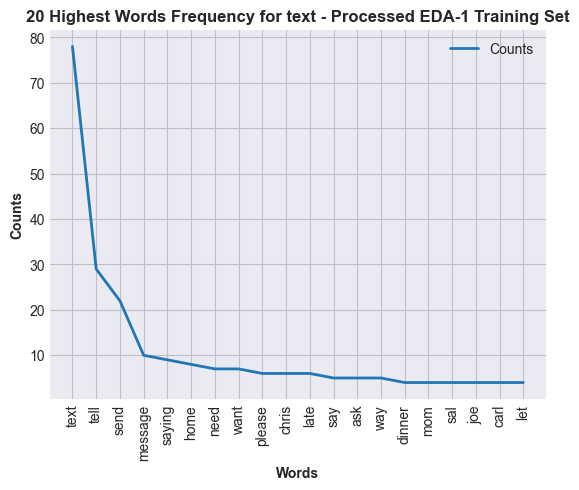 20 Highest Words Frequency for text - Processed EDA-1 Training Set
Counts
80
70
60
50
40
30
20
10
Counts
text
tell
send
message
saying
home
need
want
please
chris
late
say
ask
way
dinner
mom
sal
joe
carl
let
Words